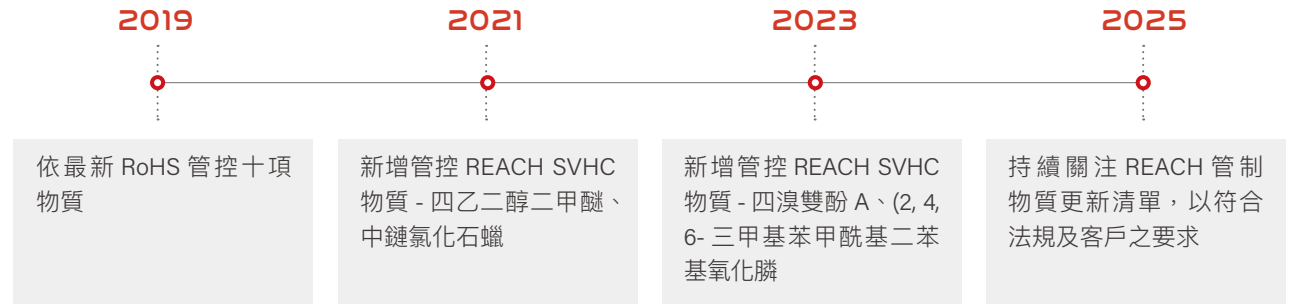 2019
2021
2023
2025
依最新 RoHS 管控十項
物質
新增管控 REACH SVHC
物質 - 四乙二醇二甲醚、
中鏈氯化石蠟
新增管控 REACH SVHC
物質 - 四溴雙酚 A、(2, 4,
6- 三甲基苯甲酰基二苯
基氧化膦
持續關注 REACH 管制
物質更新清單，以符合
法規及客戶之要求